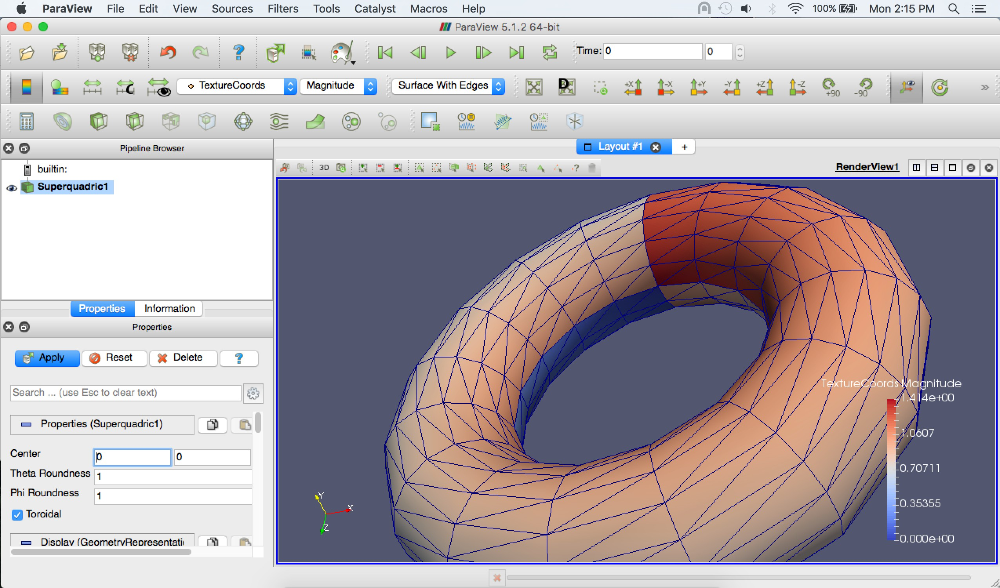 ParaView File Edit View Sources Filters Tools Catalyst Macros Help 100% Mon 2:15 PM
ParaView 5.1.2 64-bit
? Time: 0 0
C TextureCoords Magnitude Surface With Edges D +X -X +Y -Y +Z -Z +90 -90 »
Pipeline Browser
Layout #1 +
builtin:
3D ? RenderView1
Superquadric1
Properties Information
Properties
Apply Reset Delete ?
Search ... (use Esc to clear text)
Properties (Superquadric1)
Center 0 0
Theta Roundness 1
Phi Roundness 1
Toroidal
Display (GeometryRepresentati
Y
X
Z
TextureCoords Magnitude
1.414e+00
1.0607
0.70711
0.35355
0.000e+00